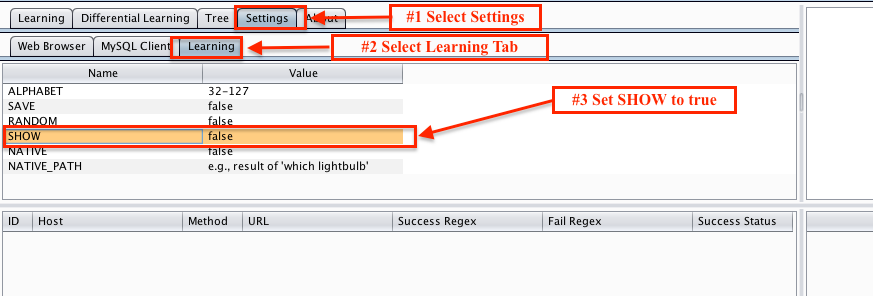 Learning Differential Learning Tree Settings About #1 Select Settings
Web Browser MySQL Client Learning #2 Select Learning Tab
Name Value
ALPHABET 32-127
SAVE false
RANDOM false
SHOW false
NATIVE false
NATIVE_PATH e.g., result of 'which lightbulb'
#3 Set SHOW to true
ID Host Method URL Success Regex Fail Regex Success Status